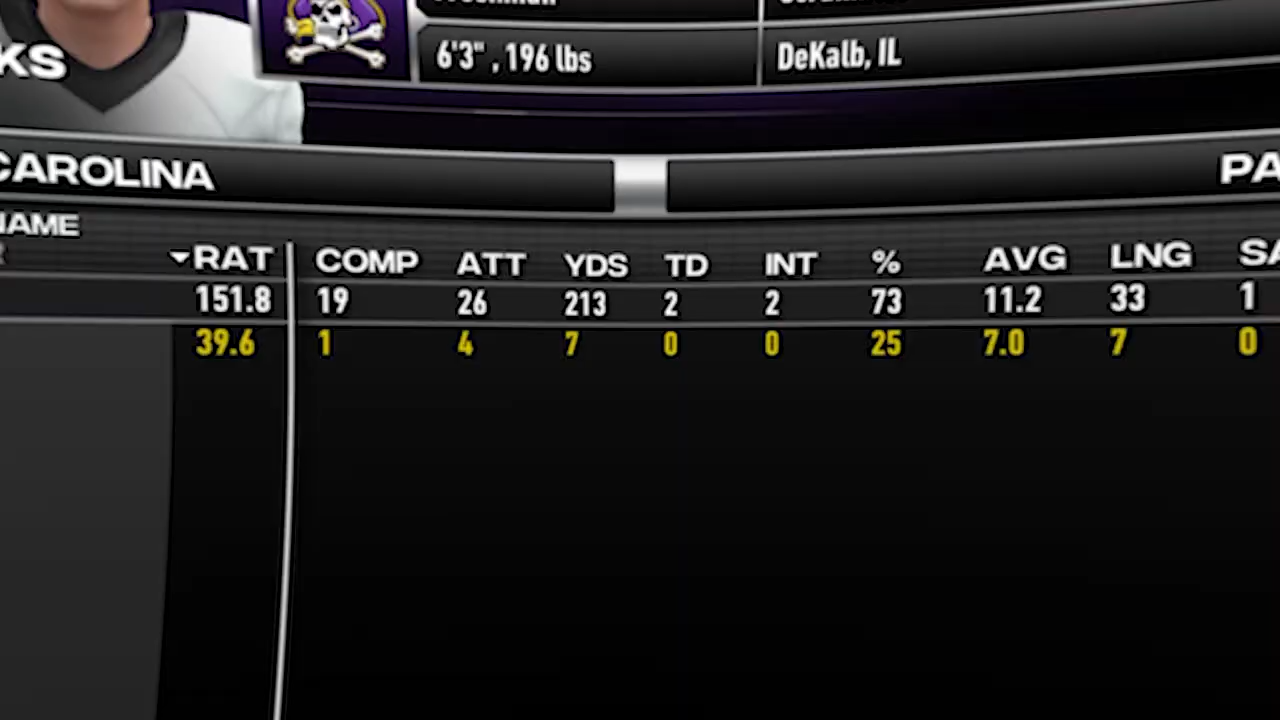 KS
6'3" , 196 lbs
DeKalb, IL
CAROLINA
PA
NAME
RAT COMP ATT YDS TD INT % AVG LNG SA
151.8 19 26 213 2 2 73 11.2 33 1
39.6 1 4 7 0 0 25 7.0 7 0